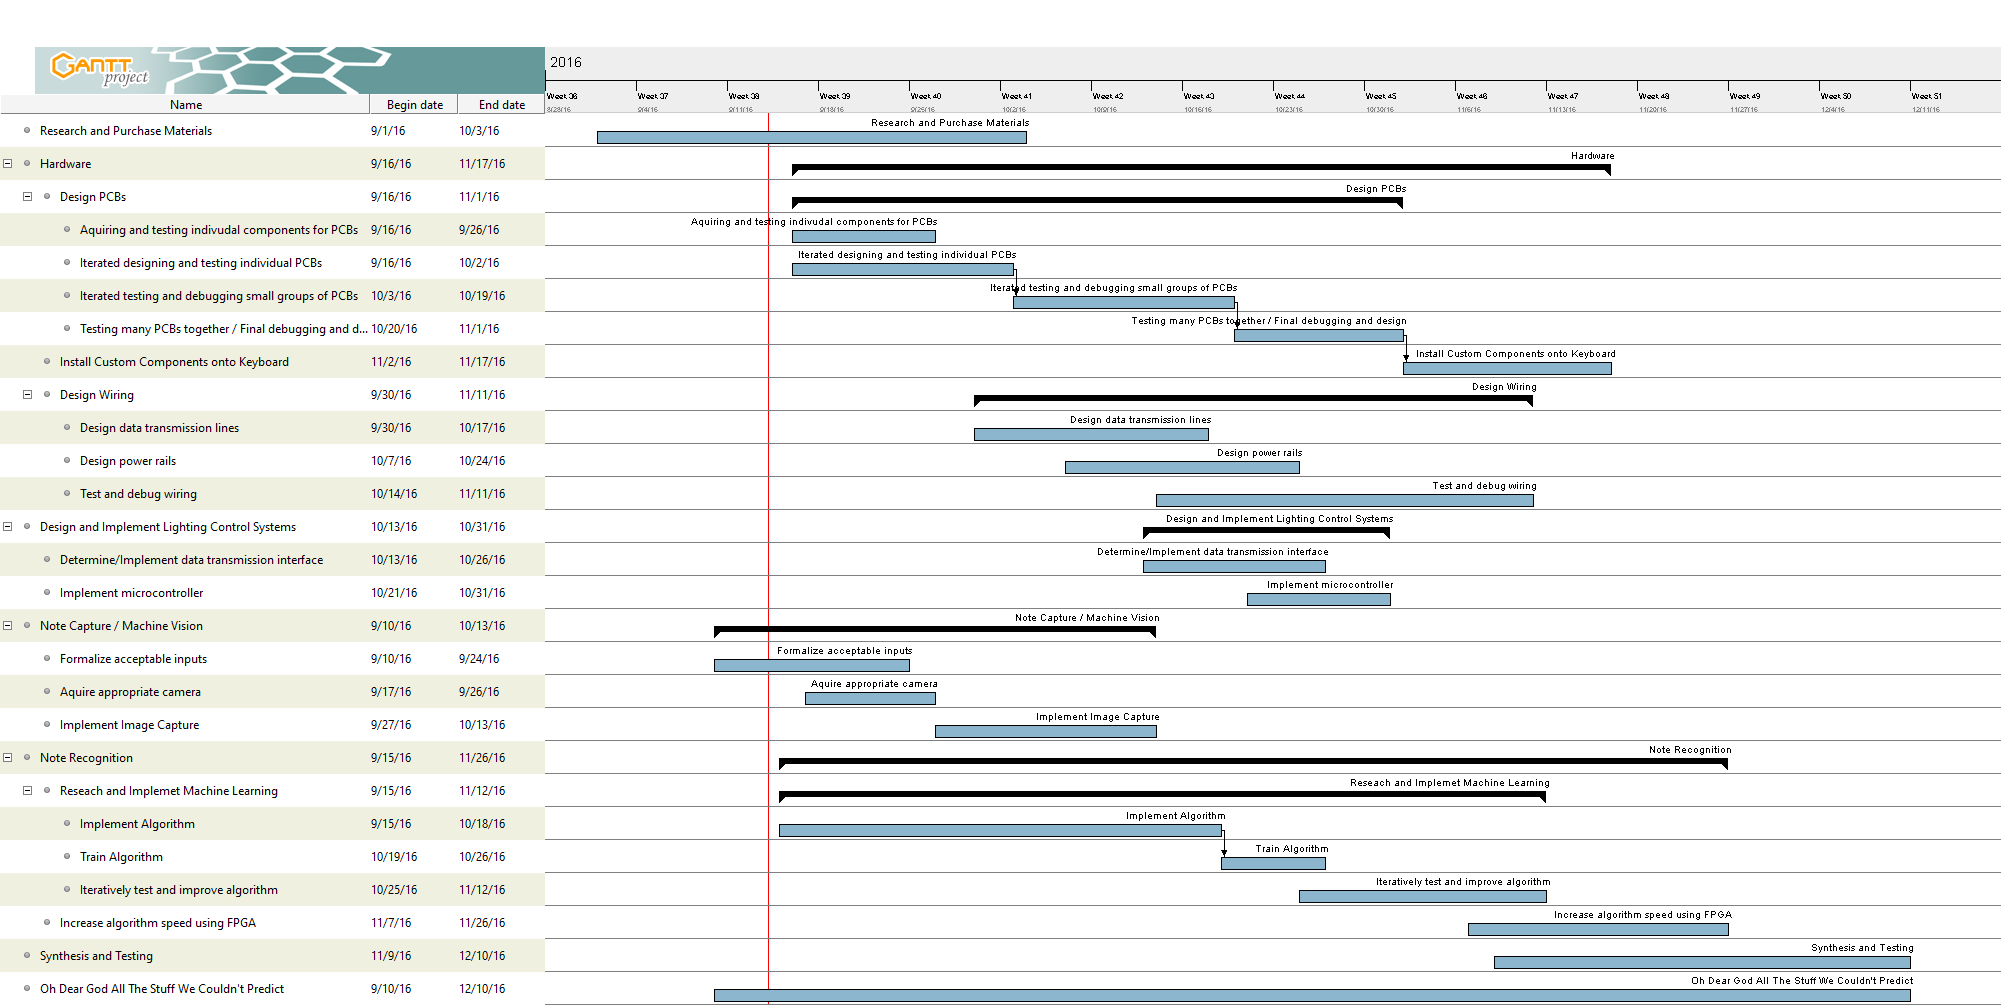 GANTT
project
2016
Name Begin date End date
Week 36 Week 37 Week 38 Week 39 Week 40 Week 41 Week 42 Week 43 Week 44 Week 45 Week 46 Week 47 Week 48 Week 49 Week 50 Week 51
8/28/16 9/4/16 9/11/16 9/18/16 9/25/16 10/2/16 10/9/16 10/16/16 10/23/16 10/30/16 11/6/16 11/13/16 11/20/16 11/27/16 12/4/16 12/11/16
Research and Purchase Materials
Research and Purchase Materials 9/1/16 10/3/16
Hardware
Hardware 9/16/16 11/17/16
Design PCBs
Design PCBs 9/16/16 11/1/16
Aquiring and testing indivudal components for PCBs
Aquiring and testing indivudal components for PCBs 9/16/16 9/26/16
Iterated designing and testing individual PCBs
Iterated designing and testing individual PCBs 9/16/16 10/2/16
Iterated testing and debugging small groups of PCBs
Iterated testing and debugging small groups of PCBs 10/3/16 10/19/16
Testing many PCBs together / Final debugging and design
Testing many PCBs together / Final debugging and d... 10/20/16 11/1/16
Install Custom Components onto Keyboard
Install Custom Components onto Keyboard 11/2/16 11/17/16
Design Wiring
Design Wiring 9/30/16 11/11/16
Design data transmission lines
Design data transmission lines 9/30/16 10/17/16
Design power rails
Design power rails 10/7/16 10/24/16
Test and debug wiring
Test and debug wiring 10/14/16 11/11/16
Design and Implement Lighting Control Systems
Design and Implement Lighting Control Systems 10/13/16 10/31/16
Determine/Implement data transmission interface
Determine/Implement data transmission interface 10/13/16 10/26/16
Implement microcontroller
Implement microcontroller 10/21/16 10/31/16
Note Capture / Machine Vision
Note Capture / Machine Vision 9/10/16 10/13/16
Formalize acceptable inputs
Formalize acceptable inputs 9/10/16 9/24/16
Aquire appropriate camera
Aquire appropriate camera 9/17/16 9/26/16
Implement Image Capture
Implement Image Capture 9/27/16 10/13/16
Note Recognition
Note Recognition 9/15/16 11/26/16
Reseach and Implemet Machine Learning
Reseach and Implemet Machine Learning 9/15/16 11/12/16
Implement Algorithm
Implement Algorithm 9/15/16 10/18/16
Train Algorithm
Train Algorithm 10/19/16 10/26/16
Iteratively test and improve algorithm
Iteratively test and improve algorithm 10/25/16 11/12/16
Increase algorithm speed using FPGA
Increase algorithm speed using FPGA 11/7/16 11/26/16
Synthesis and Testing
Synthesis and Testing 11/9/16 12/10/16
Oh Dear God All The Stuff We Couldn't Predict
Oh Dear God All The Stuff We Couldn't Predict 9/10/16 12/10/16